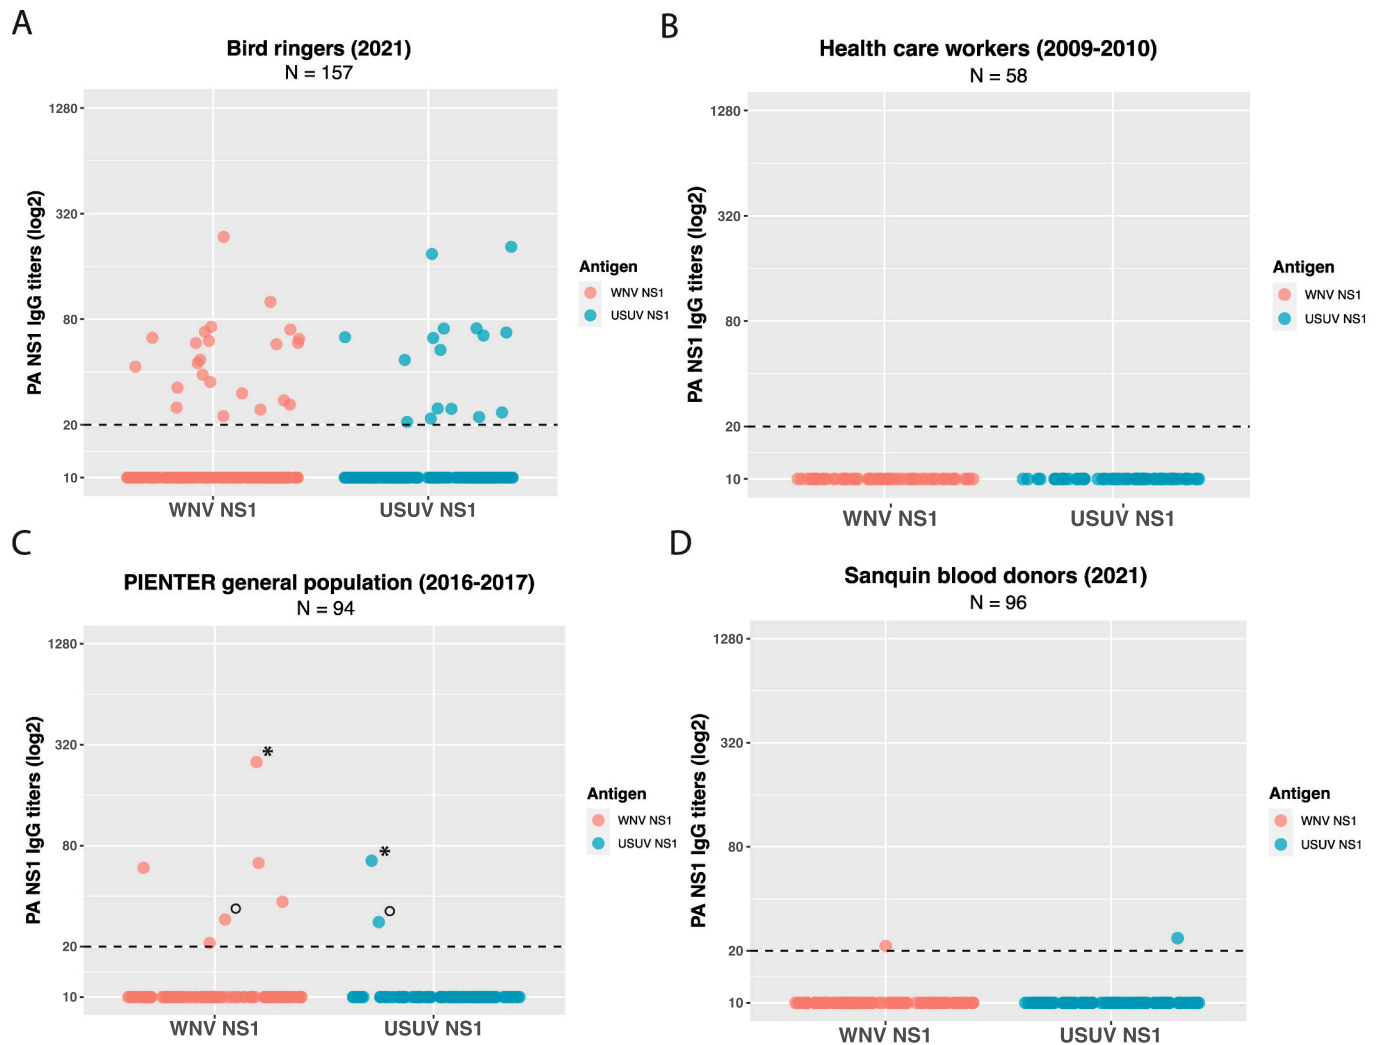 A
Bird ringers (2021)
N = 157
PA NS1 IgG titers (log2)
1280
320
80
20
10
WNV NS1
USUV NS1
Antigen
WNV NS1
USUV NS1
B
Health care workers (2009-2010)
N = 58
PA NS1 IgG titers (log2)
1280
320
80
20
10
WNV NS1
USUV NS1
Antigen
WNV NS1
USUV NS1
C
PIENTER general population (2016-2017)
N = 94
PA NS1 IgG titers (log2)
1280
320
80
20
10
*
*
WNV NS1
USUV NS1
Antigen
WNV NS1
USUV NS1
D
Sanquin blood donors (2021)
N = 96
PA NS1 IgG titers (log2)
1280
320
80
20
10
WNV NS1
USUV NS1
Antigen
WNV NS1
USUV NS1